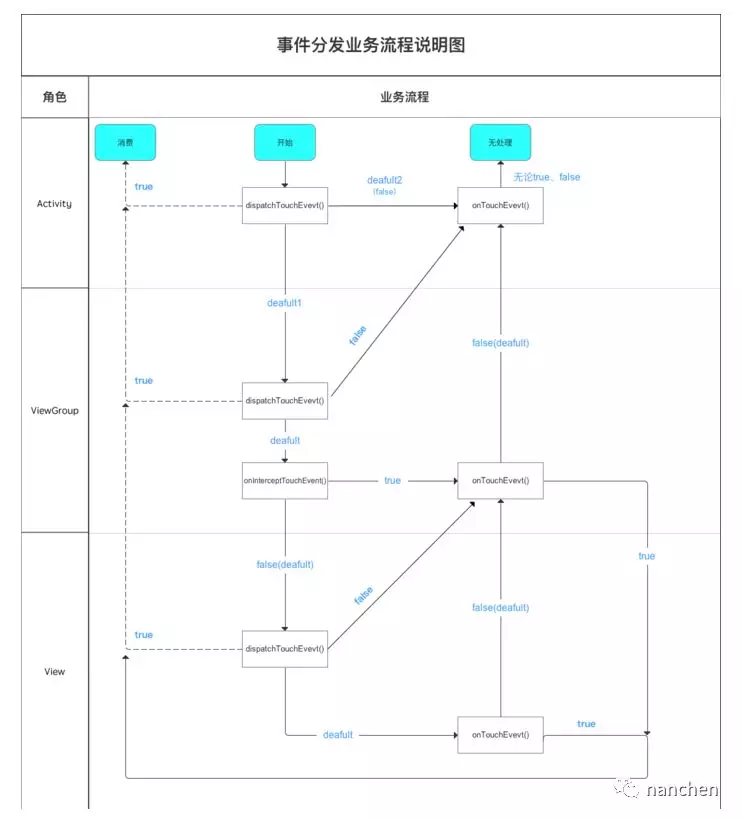 事件分发业务流程说明图
角色
业务流程
消费
开始
无处理
true
deafult2
(false)
无论true、false
Activity
dispatchTouchEvevt()
onTouchEvevt()
deafult1
false
false(deafult)
true
dispatchTouchEvevt()
ViewGroup
deafult
onInterceptTouchEvent()
true
onTouchEvevt()
true
false(deafult)
false
false(deafult)
true
dispatchTouchEvevt()
View
true
deafult
onTouchEvevt()
nanchen